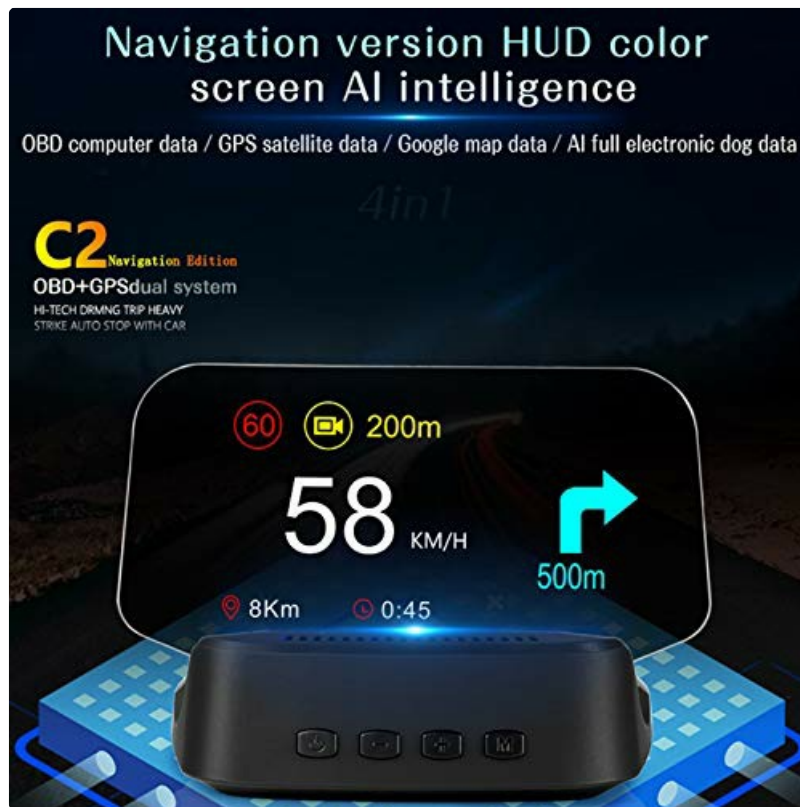 Navigation version HUD color
screen AI intelligence
OBD computer data / GPS satellite data / Google map data / AI full electronic dog data
4in1
C2 Navigation Edition
OBD+GPSdual system
HI-TECH DRMNG TRIP HEAVY
STRIKE AUTO STOP WITH CAR
60 200m
58 KM/H
500m
8Km 0:45
- + M